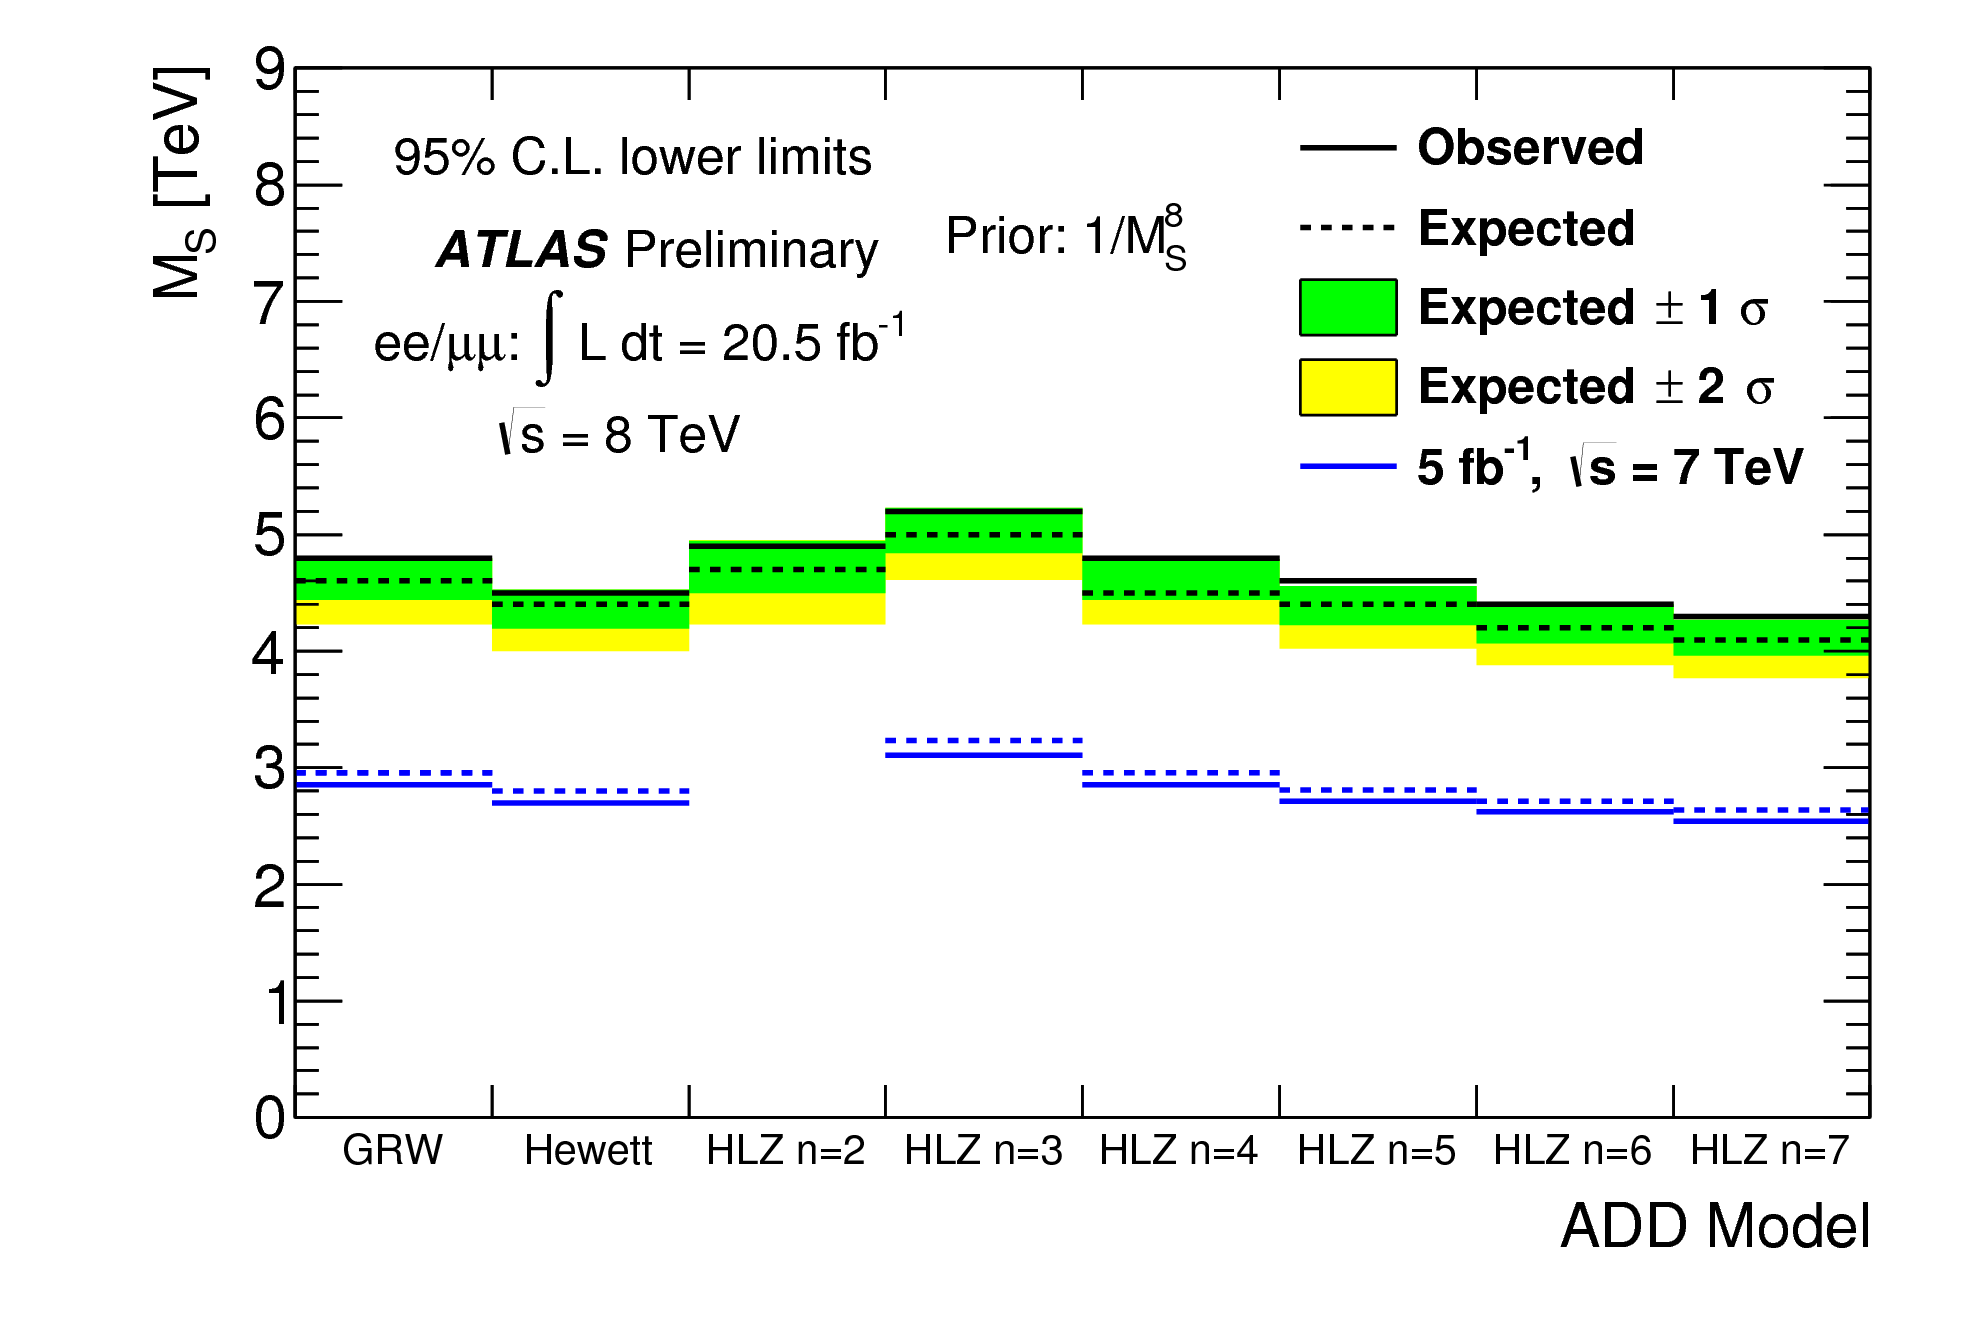 M_S [TeV]
9
8
7
6
5
4
3
2
1
0
95% C.L. lower limits
ATLAS Preliminary
Prior: 1/M_S^8
ee/μμ: ∫ L dt = 20.5 fb^-1
√s = 8 TeV
Observed
Expected
Expected ± 1 σ
Expected ± 2 σ
5 fb^-1, √s = 7 TeV
GRW Hewett HLZ n=2 HLZ n=3 HLZ n=4 HLZ n=5 HLZ n=6 HLZ n=7
ADD Model